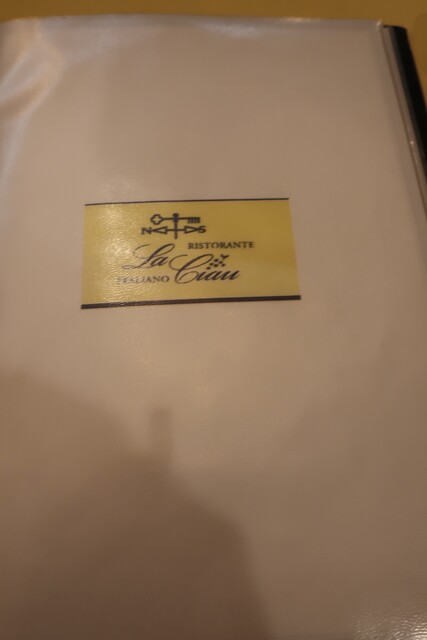 N S
RISTORANTE
La Ciau
ITALIANO